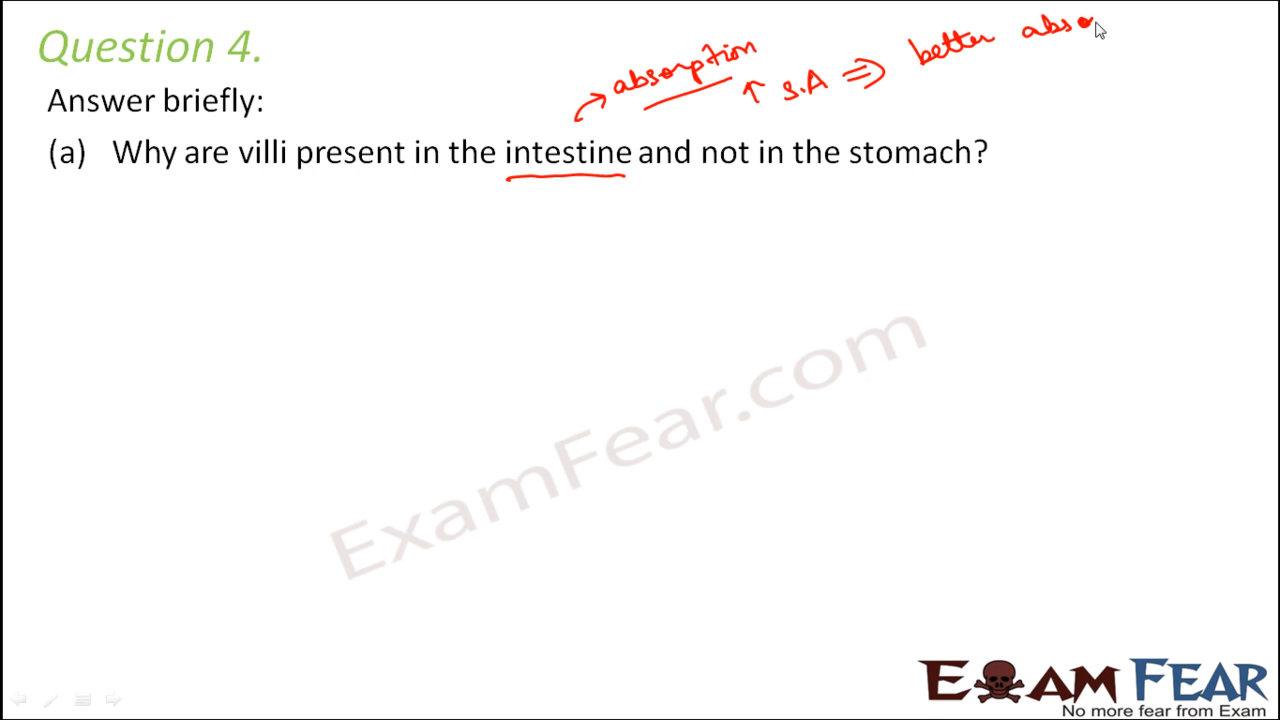 Question 4.
better abso
absorption ↑ S.A ⇒
Answer briefly:
(a) Why are villi present in the intestine and not in the stomach?
ExamFear.com
EXAM FEAR
No more fear from Exam